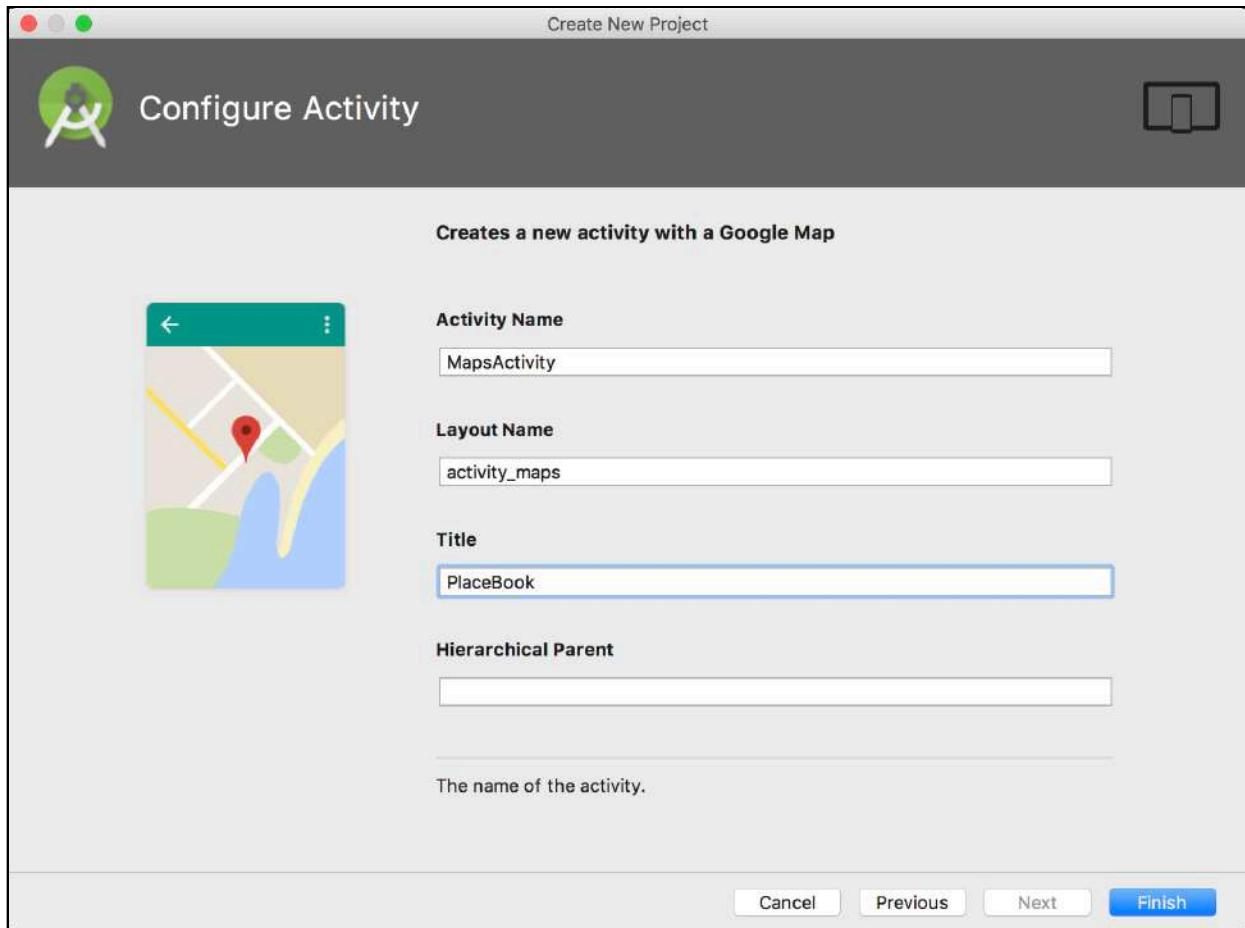 Create New Project
Configure Activity
Creates a new activity with a Google Map
Activity Name
MapsActivity
Layout Name
activity_maps
Title
PlaceBook
Hierarchical Parent
The name of the activity.
Cancel
Previous
Next
Finish